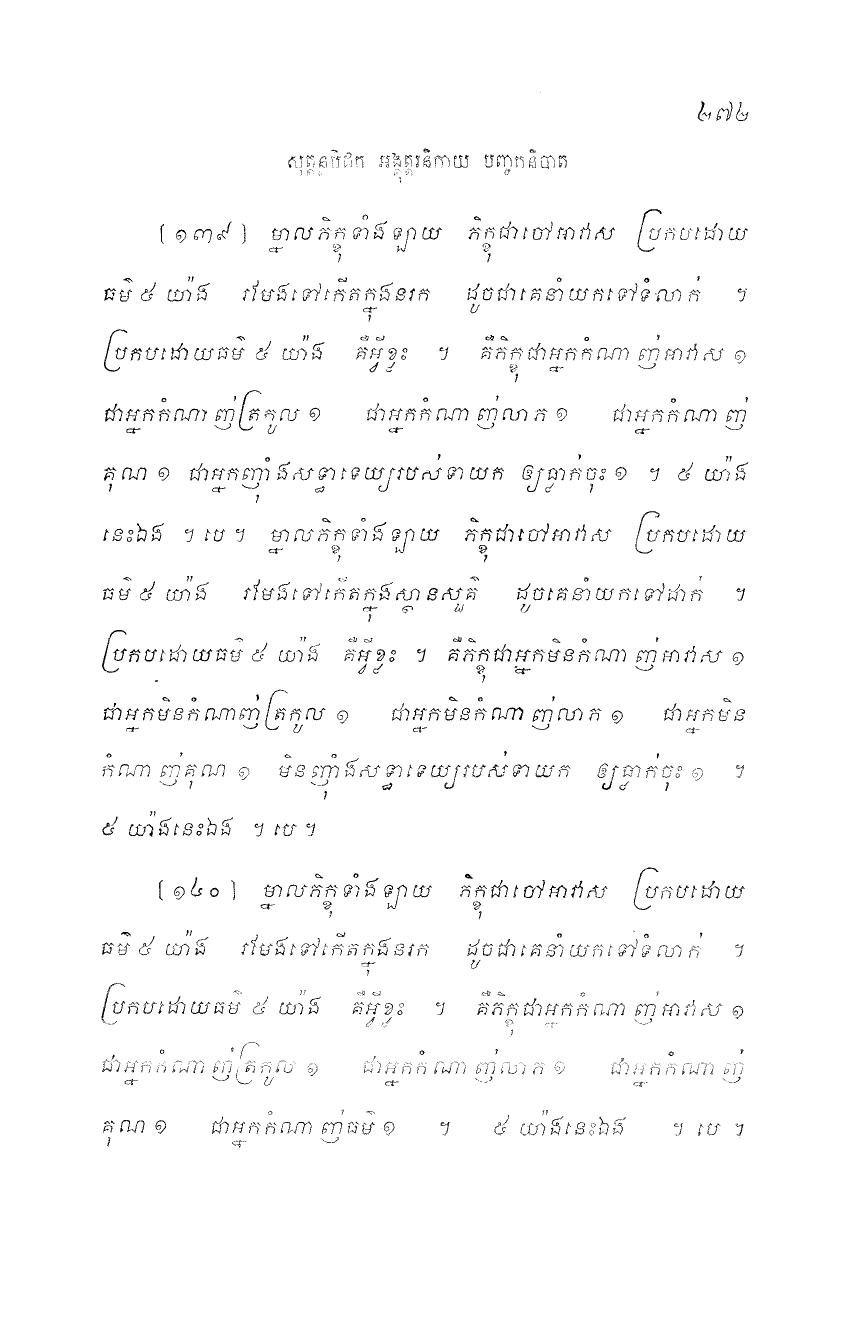 ២៧២
សុត្តន្តបិដក អង្គុត្តរនិកាយ បញ្ចកនិបាត
[១៣៩] ម្នាលភិក្ខុទាំងឡាយ ភិក្ខុជាចៅអាវាស ប្រកបដោយ
ធម៌ ៥ យ៉ាង រមែងទៅកើតក្នុងនរក ដូចជាគេនាំយកទៅទំលាក់ ។
ប្រកបដោយធម៌ ៥ យ៉ាង គឺអ្វីខ្លះ ។ គឺភិក្ខុជាអ្នកកំណាញ់អាវាស ១
ជាអ្នកកំណាញ់ត្រកូល ១ ជាអ្នកកំណាញ់លាភ ១ ជាអ្នកកំណាញ់
គុណ ១ ជាអ្នកញ៉ាំងសទ្ធាទេយ្យរបស់ទាយក ឲ្យធ្លាក់ចុះ ១ ។ ៥ យ៉ាង
នេះឯង ។ បេ ។ ម្នាលភិក្ខុទាំងឡាយ ភិក្ខុជាចៅអាវាស ប្រកបដោយ
ធម៌ ៥ យ៉ាង រមែងទៅកើតក្នុងស្ថានសួគ៌ ដូចគេនាំយកទៅដាក់ ។
ប្រកបដោយធម៌ ៥ យ៉ាង គឺអ្វីខ្លះ ។ គឺភិក្ខុជាអ្នកមិនកំណាញ់អាវាស ១
ជាអ្នកមិនកំណាញ់ត្រកូល ១ ជាអ្នកមិនកំណាញ់លាភ ១ ជាអ្នកមិន
កំណាញ់គុណ ១ មិនញ៉ាំងសទ្ធាទេយ្យរបស់ទាយក ឲ្យធ្លាក់ចុះ ១ ។
៥ យ៉ាងនេះឯង ។ បេ ។
[១៤០] ម្នាលភិក្ខុទាំងឡាយ ភិក្ខុជាចៅអាវាស ប្រកបដោយ
ធម៌ ៥ យ៉ាង រមែងទៅកើតក្នុងនរក ដូចជាគេនាំយកទៅទំលាក់ ។
ប្រកបដោយធម៌ ៥ យ៉ាង គឺអ្វីខ្លះ ។ គឺភិក្ខុជាអ្នកកំណាញ់អាវាស ១
ជាអ្នកកំណាញ់ត្រកូល ១ ជាអ្នកកំណាញ់លាភ ១ ជាអ្នកកំណាញ់
គុណ ១ ជាអ្នកកំណាញ់ធម៌ ១ ។ ៥ យ៉ាងនេះឯង ។ បេ ។